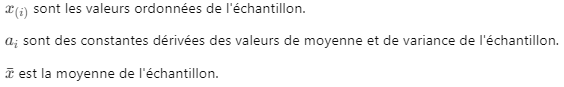 x(i) sont les valeurs ordonnées de l'échantillon.
ai sont des constantes dérivées des valeurs de moyenne et de variance de l'échantillon.
x̄ est la moyenne de l'échantillon.